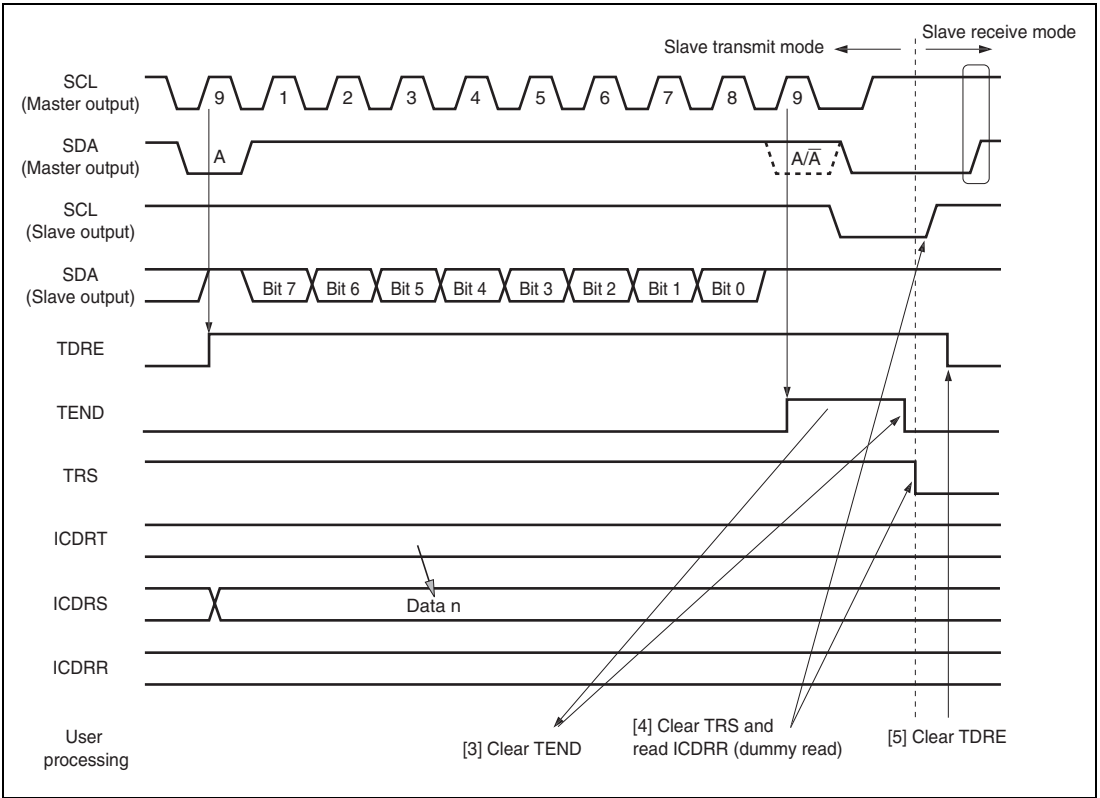 Slave transmit mode
Slave receive mode
SCL
(Master output)
9 1 2 3 4 5 6 7 8 9
SDA
(Master output)
A
A/A̅
SCL
(Slave output)
SDA
(Slave output)
Bit 7 Bit 6 Bit 5 Bit 4 Bit 3 Bit 2 Bit 1 Bit 0
TDRE
TEND
TRS
ICDRT
ICDRS
Data n
ICDRR
User
processing
[3] Clear TEND
[4] Clear TRS and
read ICDRR (dummy read)
[5] Clear TDRE